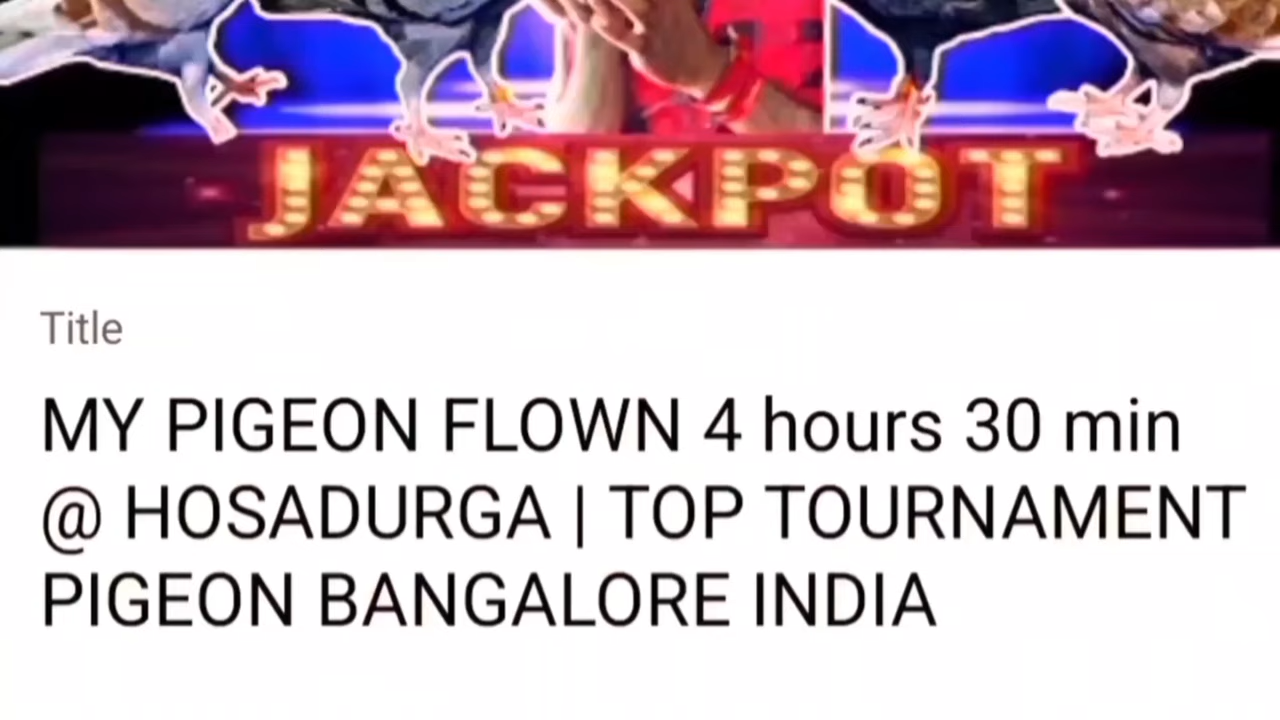 JACKPOT
Title
MY PIGEON FLOWN 4 hours 30 min
@ HOSADURGA | TOP TOURNAMENT
PIGEON BANGALORE INDIA